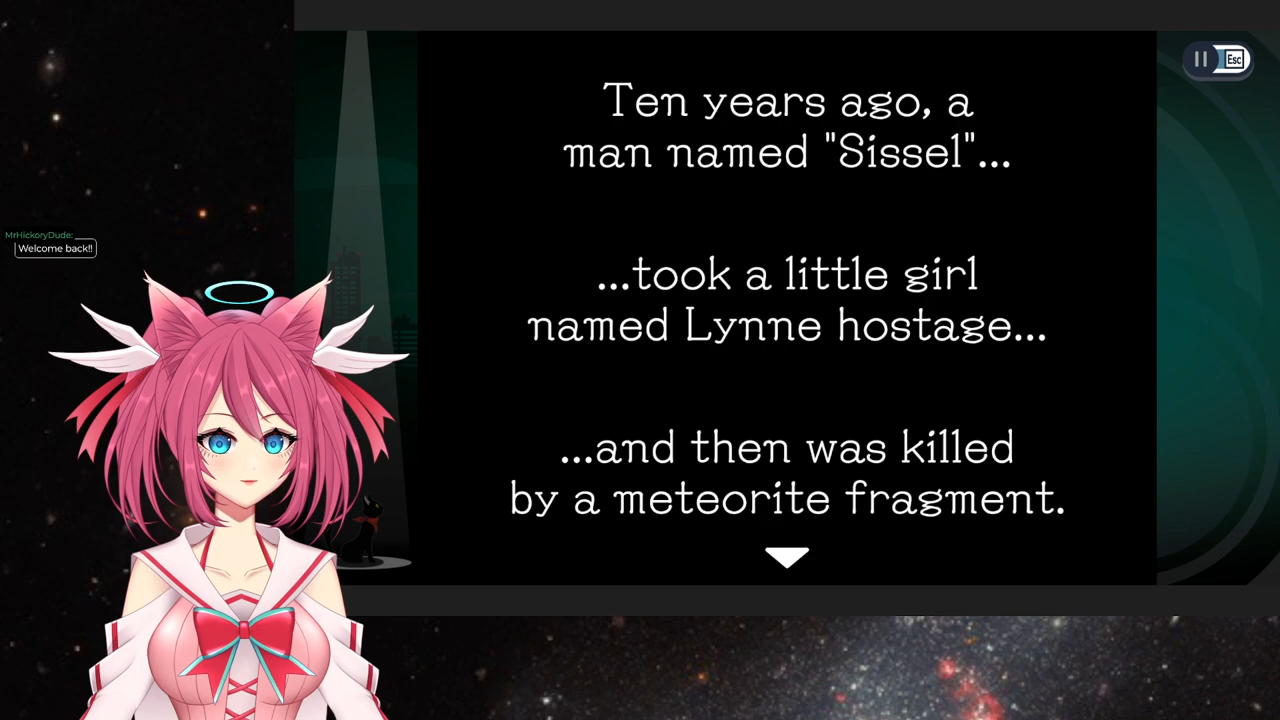 Esc
Ten years ago, a
man named "Sissel"...
MrHickoryDude:
Welcome back!!
...took a little girl
named Lynne hostage...
...and then was killed
by a meteorite fragment.